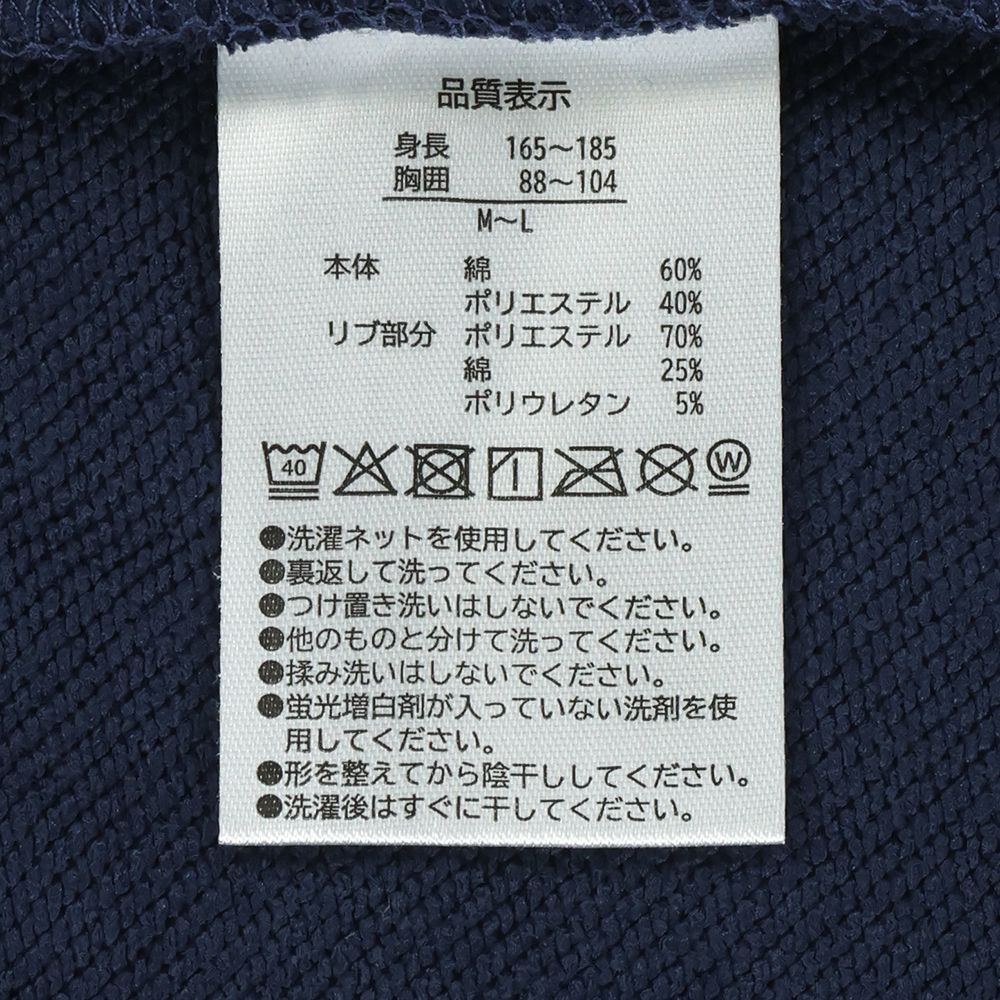 品質表示
身長 165～185
胸囲 88～104
M～L
本体 綿 60%
ポリエステル 40%
リブ部分 ポリエステル 70%
綿 25%
ポリウレタン 5%
40 W
●洗濯ネットを使用してください。
●裏返して洗ってください。
●つけ置き洗いはしないでください。
●他のものと分けて洗ってください。
●揉み洗いはしないでください。
●蛍光増白剤が入っていない洗剤を使
用してください。
●形を整えてから陰干ししてください。
●洗濯後はすぐに干してください。